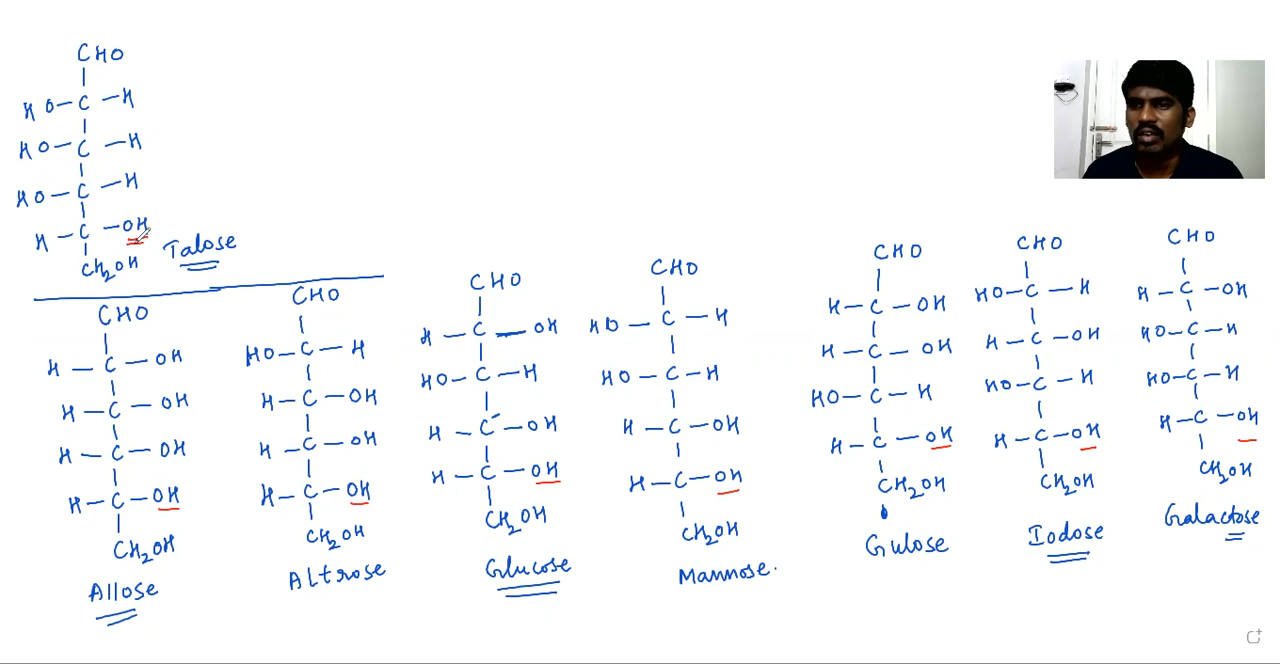 CHO
HO-C-H
HO-C-H
HO-C-H
H-C-OH
CH2OH
Talose
CHO
H-C-OH
H-C-OH
H-C-OH
H-C-OH
CH2OH
Allose
CHO
HO-C-H
H-C-OH
H-C-OH
H-C-OH
CH2OH
Altrose
CHO
H-C-OH
HO-C-H
H-C-OH
H-C-OH
CH2OH
Glucose
CHO
HO-C-H
HO-C-H
H-C-OH
H-C-OH
CH2OH
Mannose.
CHO
H-C-OH
H-C-OH
HO-C-H
H-C-OH
CH2OH
Gulose
CHO
HO-C-H
H-C-OH
HO-C-H
H-C-OH
CH2OH
Iodose
CHO
H-C-OH
HO-C-H
HO-C-H
H-C-OH
CH2OH
Galactose